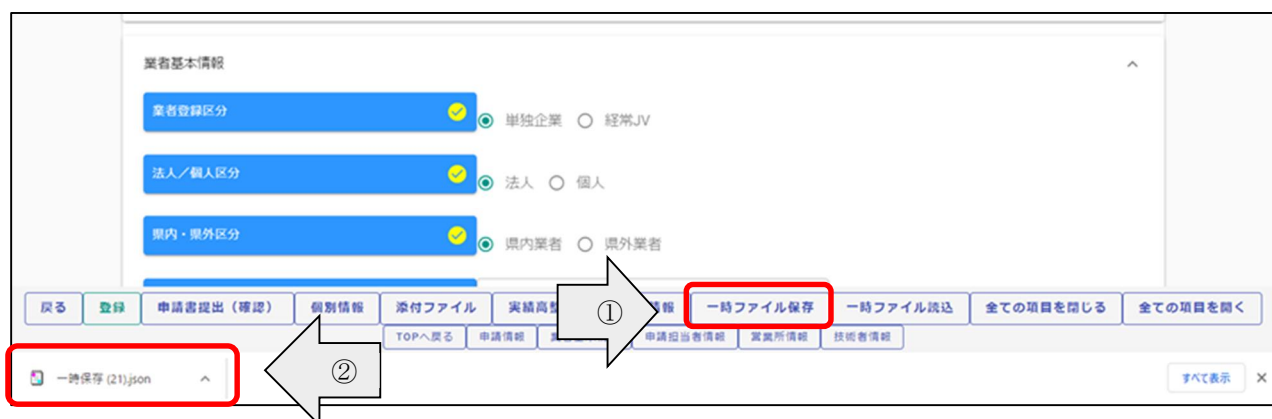 業者基本情報
業者登録区分
単独企業 経常JV
法人／個人区分
法人 個人
県内・県外区分
県内業者 県外業者
戻る 登録 申請書提出（確認） 個別情報 添付ファイル 実績高 ① 報 一時ファイル保存 一時ファイル読込 全ての項目を閉じる 全ての項目を開く
TOPへ戻る 申請情報 申請担当者情報 営業所情報 技術者情報
一時保存 (21).json ② すべて表示